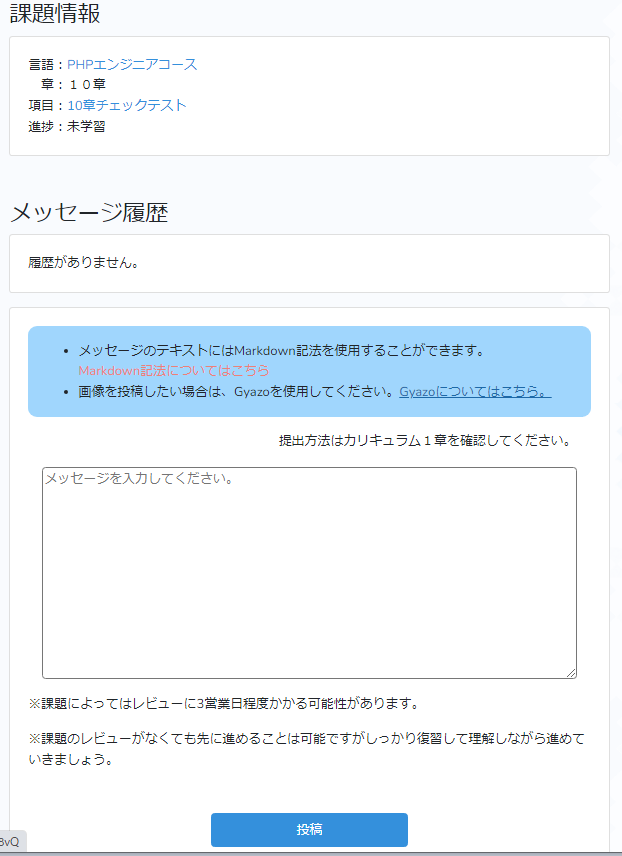 課題情報
言語：PHPエンジニアコース
章：１０章
項目：10章チェックテスト
進捗：未学習
メッセージ履歴
履歴がありません。
• メッセージのテキストにはMarkdown記法を使用することができます。
Markdown記法についてはこちら
• 画像を投稿したい場合は、Gyazoを使用してください。Gyazoについてはこちら。
提出方法はカリキュラム１章を確認してください。
メッセージを入力してください。
※課題によってはレビューに3営業日程度かかる可能性があります。
※課題のレビューがなくても先に進めることは可能ですがしっかり復習して理解しながら進めて
いきましょう。
投稿
BvQ